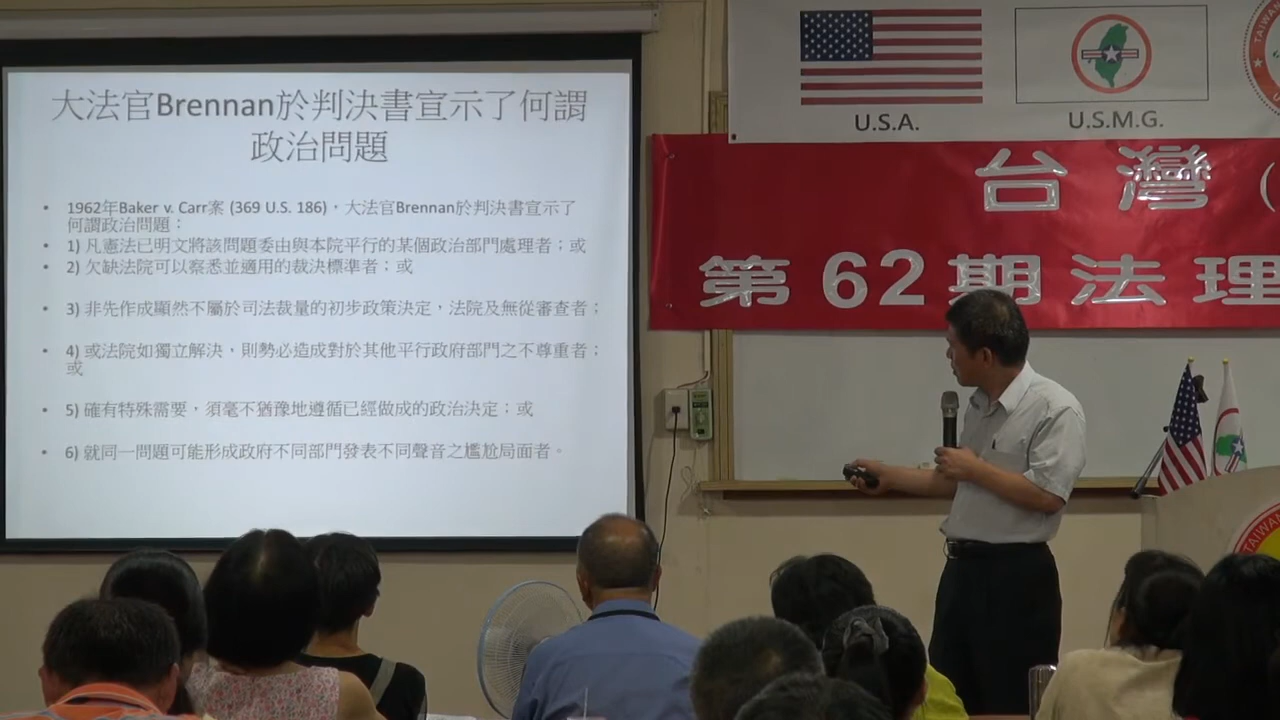 大法官Brennan於判決書宣示了何謂
政治問題
• 1962年Baker v. Carr案 (369 U.S. 186)，大法官Brennan於判決書宣示了
何謂政治問題：
• 1) 凡憲法已明文將該問題委由與本院平行的某個政治部門處理者；或
• 2) 欠缺法院可以察悉並適用的裁決標準者；或
• 3) 非先作成顯然不屬於司法裁量的初步政策決定，法院及無從審查者；
• 4) 或法院如獨立解決，則勢必造成對於其他平行政府部門之不尊重者；
或
• 5) 確有特殊需要，須毫不猶豫地遵循已經做成的政治決定；或
• 6) 就同一問題可能形成政府不同部門發表不同聲音之尷尬局面者。
U.S.A.
U.S.M.G.
TAIWAN
台灣（
第62期法理
TAIWAN